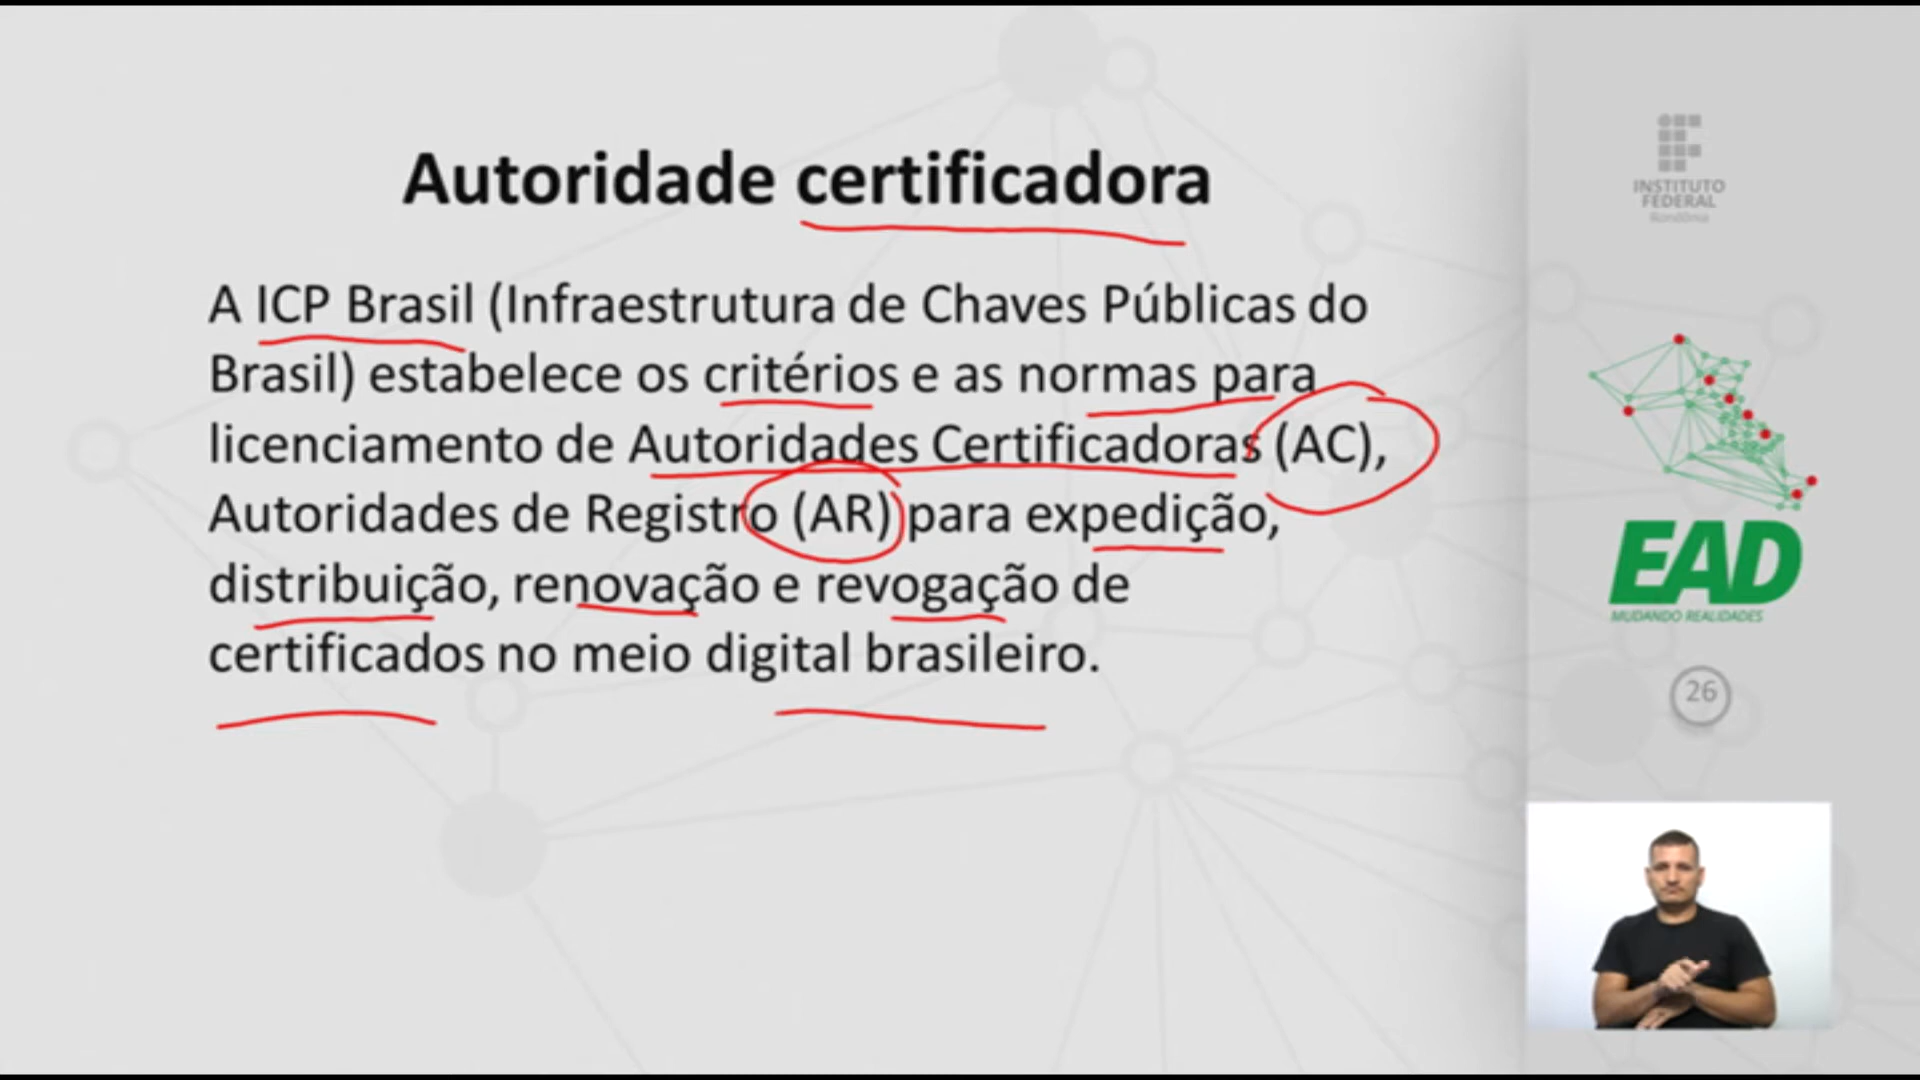 Autoridade certificadora
A ICP Brasil (Infraestrutura de Chaves Públicas do
Brasil) estabelece os critérios e as normas para
licenciamento de Autoridades Certificadoras (AC),
Autoridades de Registro (AR) para expedição,
distribuição, renovação e revogação de
certificados no meio digital brasileiro.
INSTITUTO
FEDERAL
Rondônia
EAD
MUDANDO REALIDADES
26